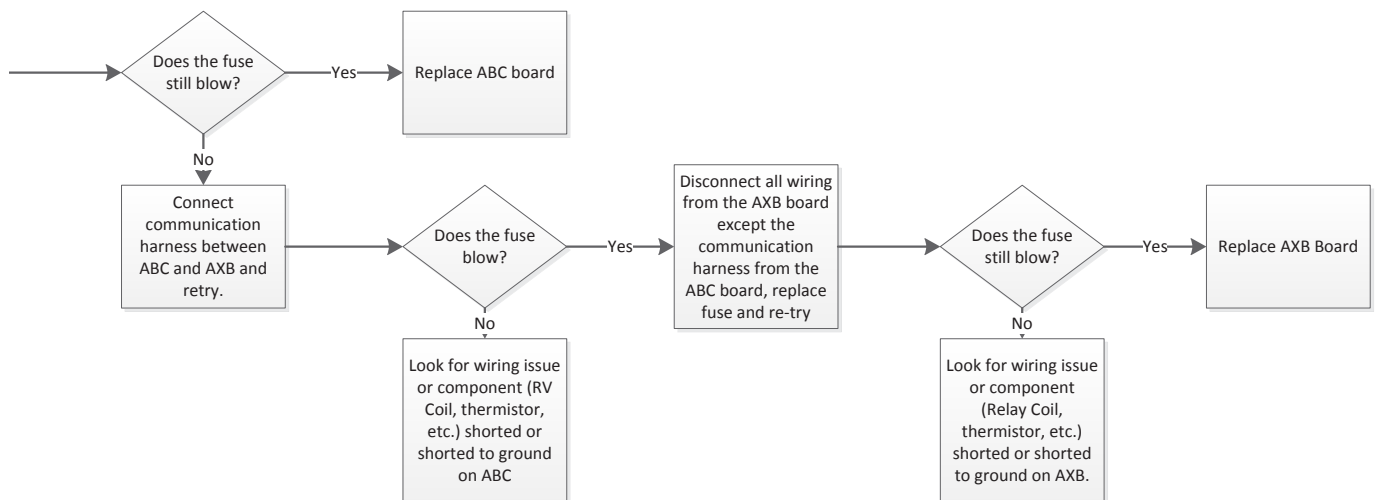 Does the fuse
still blow?
Yes
Replace ABC board
No
Connect
communication
harness between
ABC and AXB and
retry.
Does the fuse
blow?
Yes
Disconnect all wiring
from the AXB board
except the
communication
harness from the
ABC board, replace
fuse and re-try
Does the fuse
still blow?
Yes
Replace AXB Board
No
Look for wiring issue
or component (RV
Coil, thermistor,
etc.) shorted or
shorted to ground
on ABC
No
Look for wiring issue
or component
(Relay Coil,
thermistor, etc.)
shorted or shorted
to ground on AXB.